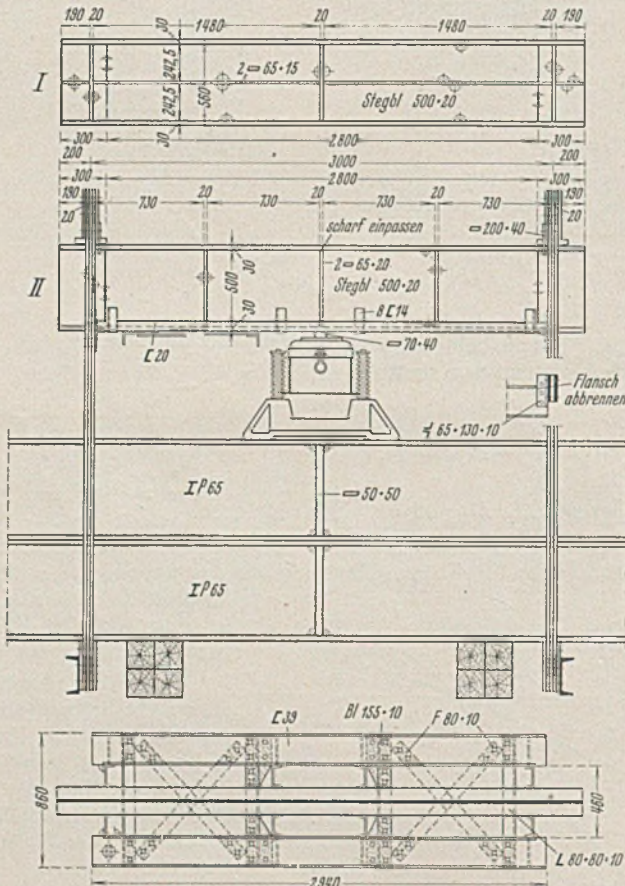 190 20 1480 20 1480 20 190
30
I
242,5
2 ▭ 65·15
560
Stegbl 500·20
242,5
30
300 2800 300
200 3000 200
300 2800 300
190 20 730 20 730 20 730 20 730 20 190
scharf einpassen
▭ 200·40
II
500
30
2 ▭ 65·20
Stegbl 500·20
30
8 [ 14
[ 20
▭ 70·40
Flansch
abbrennen
65·130·10
I P 65
▭ 50·50
I P 65
[ 39
Bl 155·10
F 80·10
860
460
L 80·80·10
2940